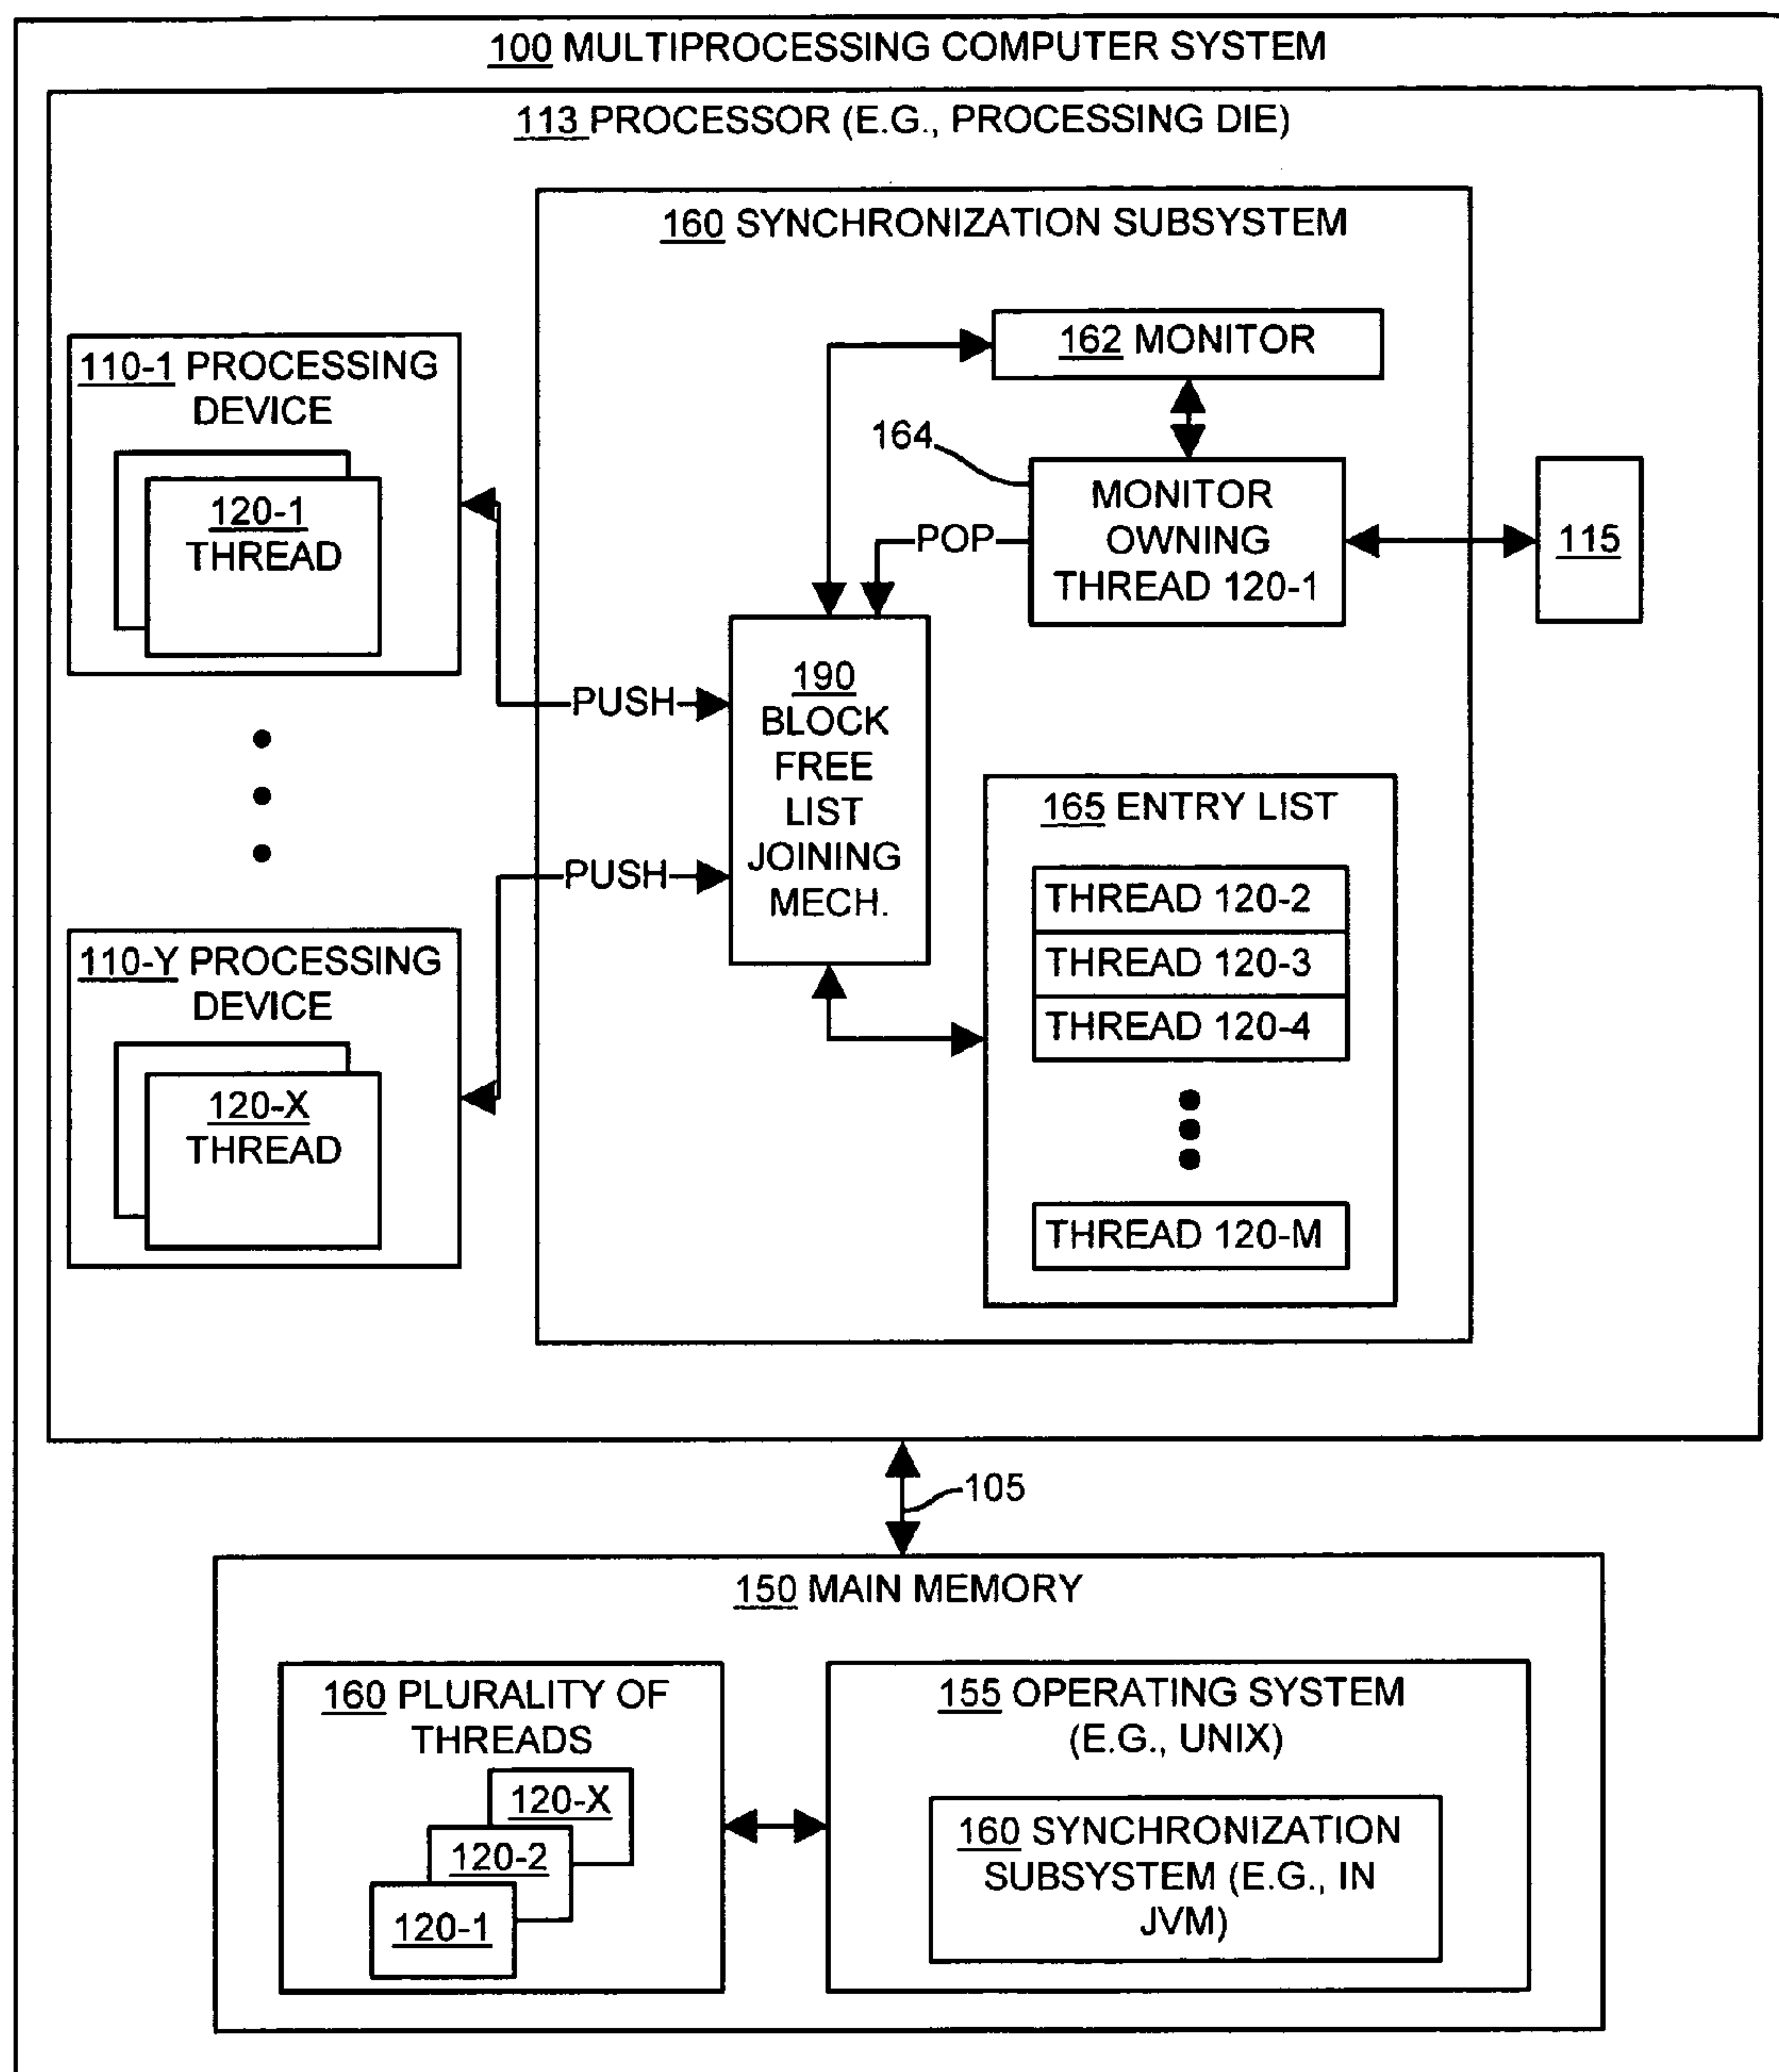 100 MULTIPROCESSING COMPUTER SYSTEM
113 PROCESSOR (E.G., PROCESSING DIE)
160 SYNCHRONIZATION SUBSYSTEM
110-1 PROCESSING
DEVICE
120-1
THREAD
162 MONITOR
164
MONITOR
OWNING
THREAD 120-1
115
POP
PUSH
190
BLOCK
FREE
LIST
JOINING
MECH.
PUSH
165 ENTRY LIST
THREAD 120-2
THREAD 120-3
THREAD 120-4
THREAD 120-M
110-Y PROCESSING
DEVICE
120-X
THREAD
105
150 MAIN MEMORY
160 PLURALITY OF
THREADS
120-X
120-2
120-1
155 OPERATING SYSTEM
(E.G., UNIX)
160 SYNCHRONIZATION
SUBSYSTEM (E.G., IN
JVM)